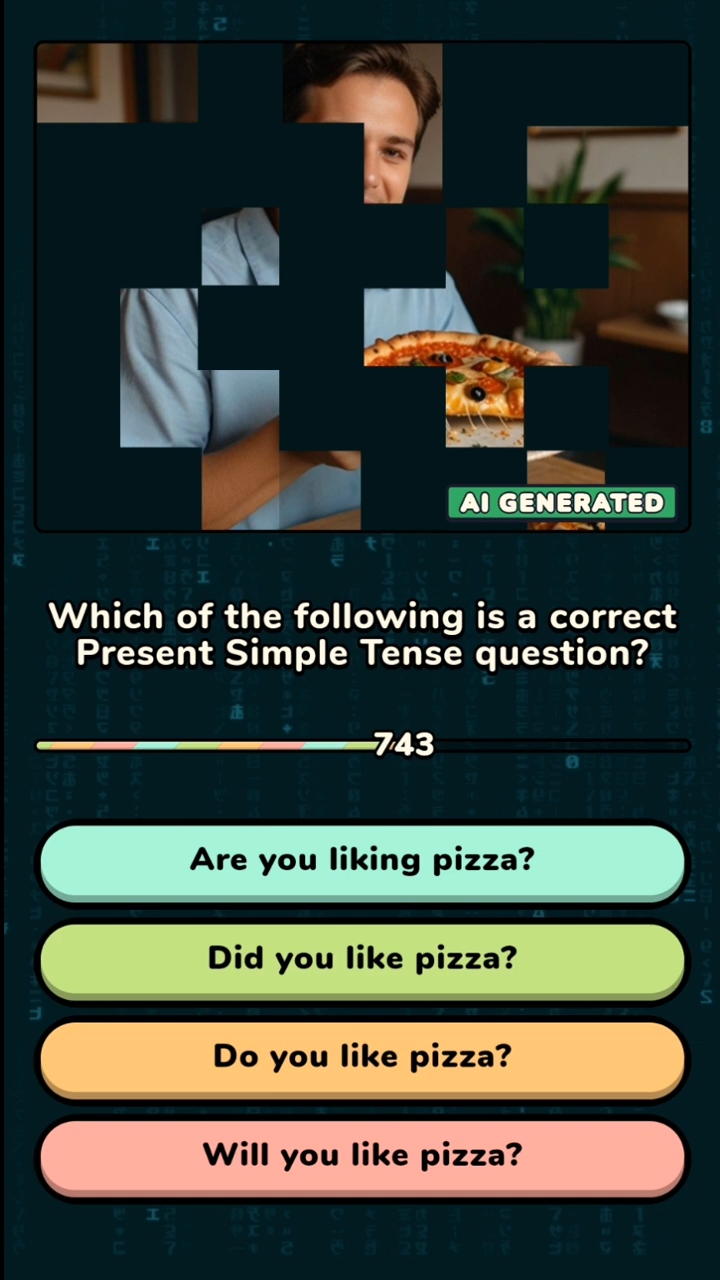 AI GENERATED
Which of the following is a correct
Present Simple Tense question?
743
Are you liking pizza?
Did you like pizza?
Do you like pizza?
Will you like pizza?